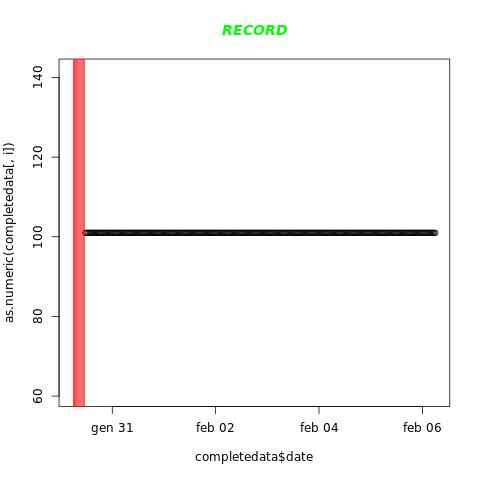 RECORD
as.numeric(completedata[, i])
140
120
100
80
60
gen 31 feb 02 feb 04 feb 06
completedata$date